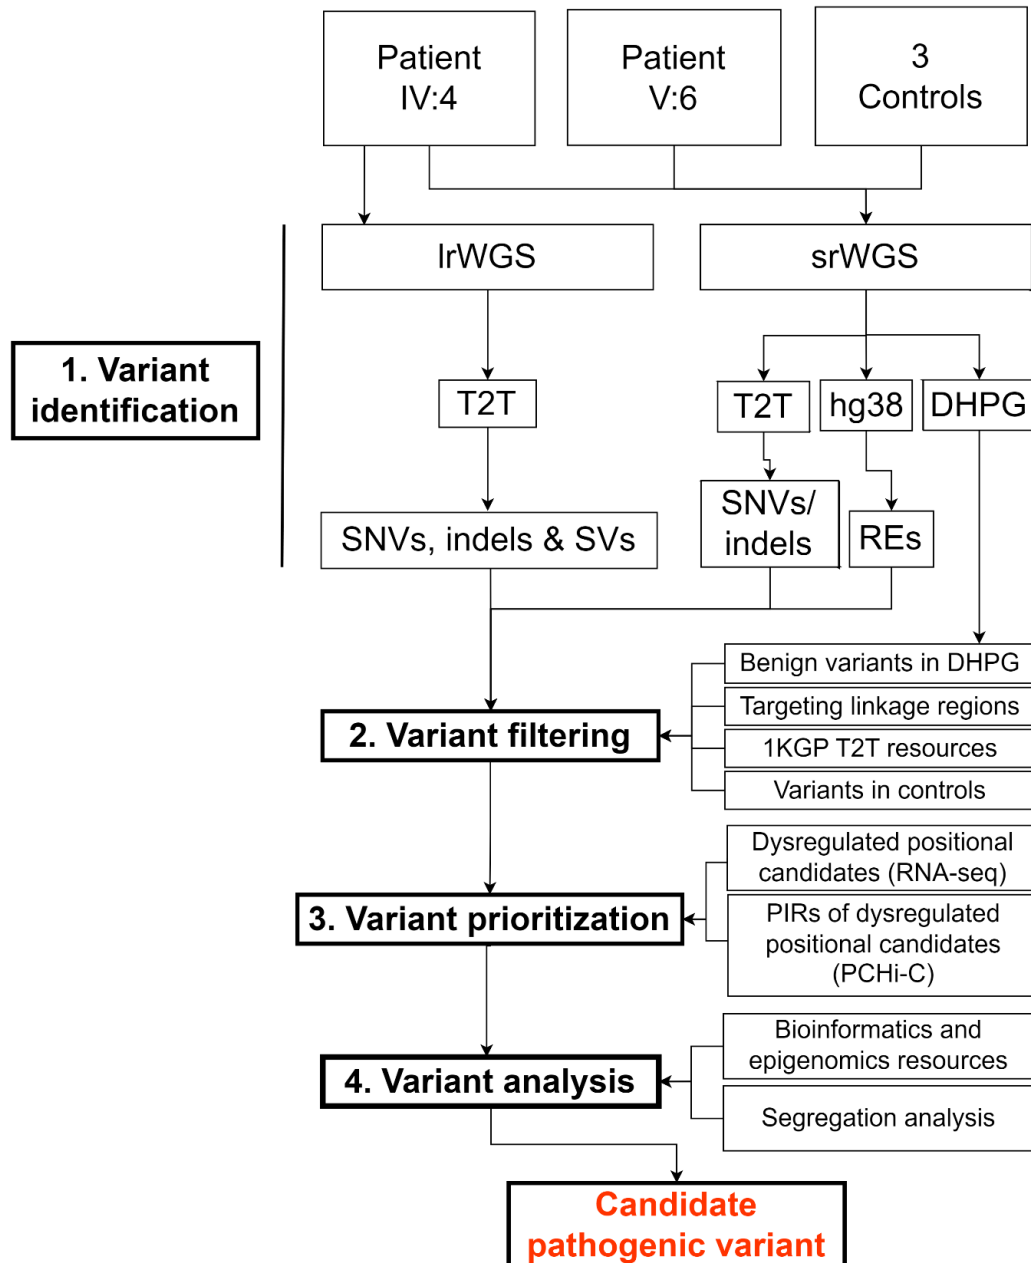 Patient
IV:4
Patient
V:6
3
Controls
lrWGS
srWGS
1. Variant
identification
T2T
T2T
hg38
DHPG
SNVs, indels & SVs
SNVs/
indels
REs
Benign variants in DHPG
Targeting linkage regions
2. Variant filtering
1KGP T2T resources
Variants in controls
Dysregulated positional
candidates (RNA-seq)
3. Variant prioritization
PIRs of dysregulated
positional candidates
(PCHi-C)
Bioinformatics and
epigenomics resources
4. Variant analysis
Segregation analysis
Candidate
pathogenic variant